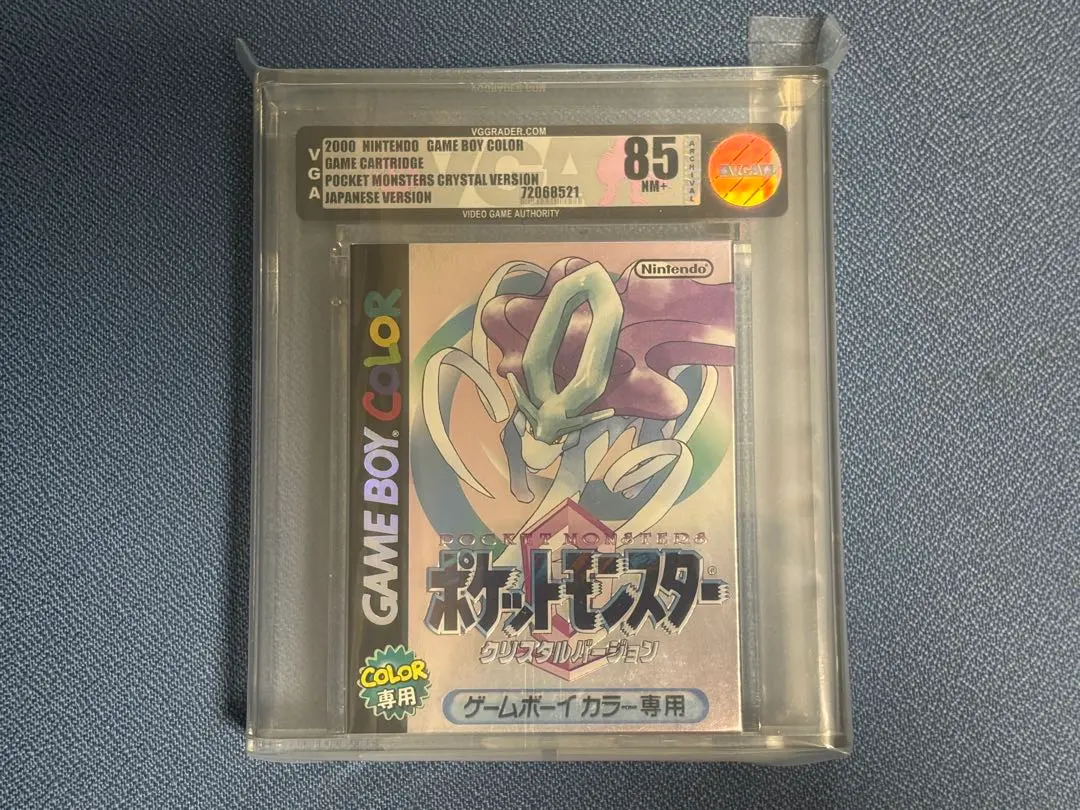 VGGRADER.COM
VGA
2000 NINTENDO GAME BOY COLOR
GAME CARTRIDGE
POCKET MONSTERS CRYSTAL VERSION
JAPANESE VERSION
72068521
85
NM+
ARCHIVAL
VGA
VIDEO GAME AUTHORITY
Nintendo®
GAME BOY® COLOR
POCKET MONSTERS
ポケットモンスター®
クリスタルバージョン
COLOR
専用
ゲームボーイカラー専用